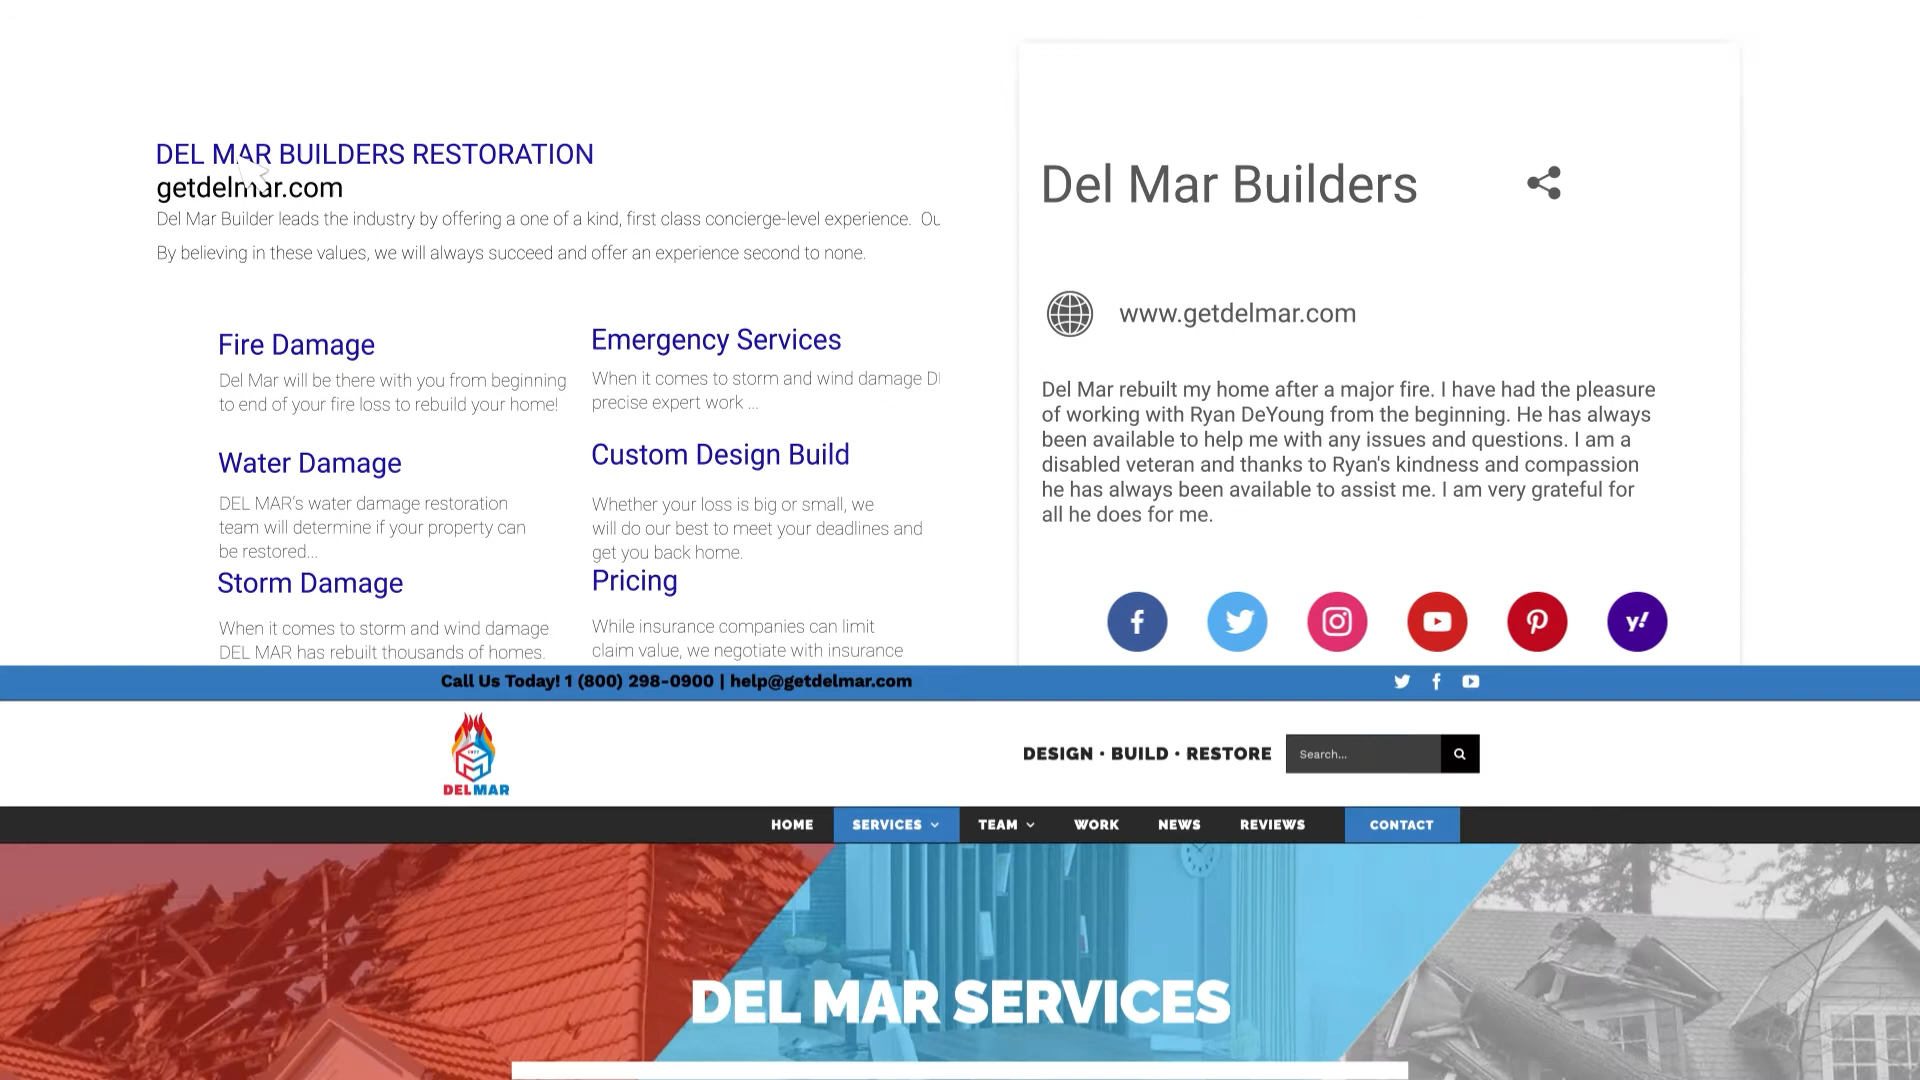 DEL MAR BUILDERS RESTORATION
getdelmar.com
Del Mar Builder leads the industry by offering a one of a kind, first class concierge-level experience.
By believing in these values, we will always succeed and offer an experience second to none.
Fire Damage
Del Mar will be there with you from beginning
to end of your fire loss to rebuild your home!
Water Damage
DEL MAR's water damage restoration
team will determine if your property can
be restored...
Storm Damage
When it comes to storm and wind damage
DEL MAR has rebuilt thousands of homes.
Emergency Services
When it comes to storm and wind damage
precise expert work ...
Custom Design Build
Whether your loss is big or small, we
will do our best to meet your deadlines and
get you back home.
Pricing
While insurance companies can limit
claim value, we negotiate with insurance
Del Mar Builders
www.getdelmar.com
Del Mar rebuilt my home after a major fire. I have had the pleasure
of working with Ryan DeYoung from the beginning. He has always
been available to help me with any issues and questions. I am a
disabled veteran and thanks to Ryan's kindness and compassion
he has always been available to assist me. I am very grateful for
all he does for me.
Call Us Today! 1 (800) 298-0900 | help@getdelmar.com
DELMAR
DESIGN · BUILD · RESTORE
Search...
HOME SERVICES TEAM WORK NEWS REVIEWS CONTACT
DEL MAR SERVICES